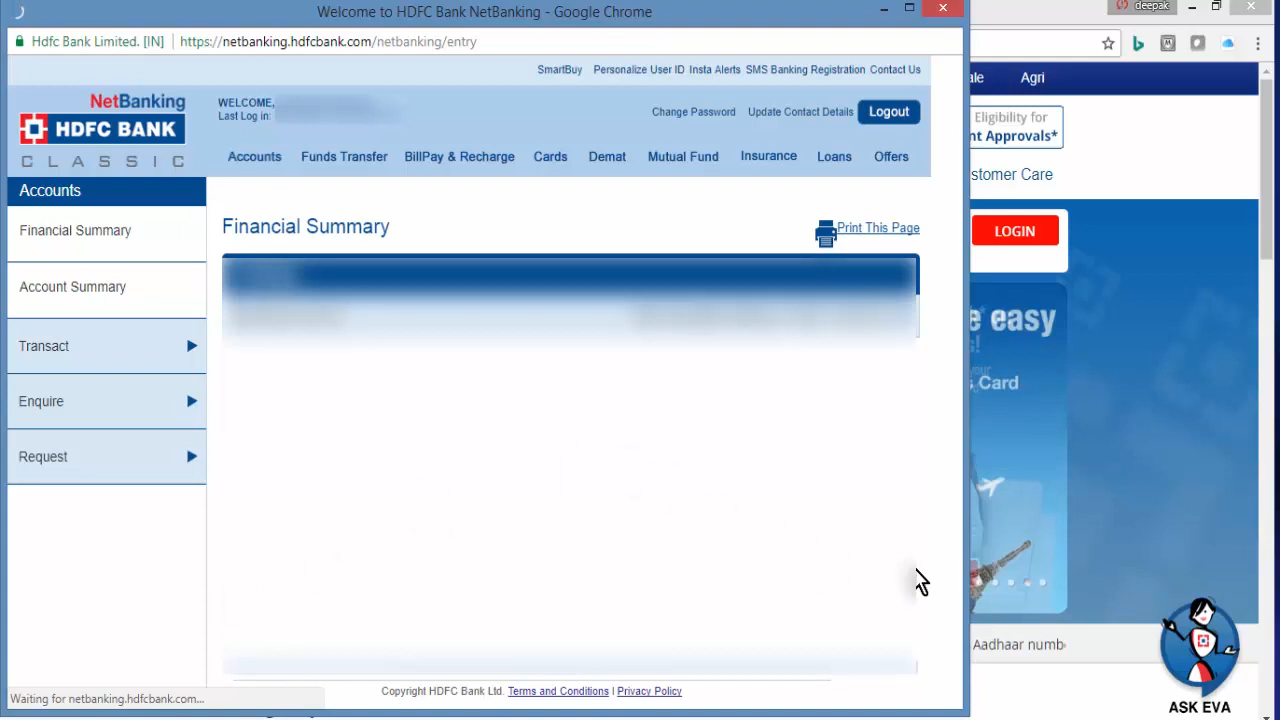 Welcome to HDFC Bank NetBanking - Google Chrome
deepak
Hdfc Bank Limited. [IN] https://netbanking.hdfcbank.com/netbanking/entry
SmartBuy Personalize User ID Insta Alerts SMS Banking Registration Contact Us
Agri
NetBanking
HDFC BANK
CLASSIC
WELCOME,
Last Log in:
Change Password Update Contact Details Logout
Accounts Funds Transfer BillPay & Recharge Cards Demat Mutual Fund Insurance Loans Offers
Eligibility for
nt Approvals*
stomer Care
Accounts
Financial Summary
Account Summary
Transact
Enquire
Request
Financial Summary
Print This Page
LOGIN
e easy
s Card
Aadhaar numb
ASK EVA
Copyright HDFC Bank Ltd. Terms and Conditions I Privacy Policy
Waiting for netbanking.hdfcbank.com...